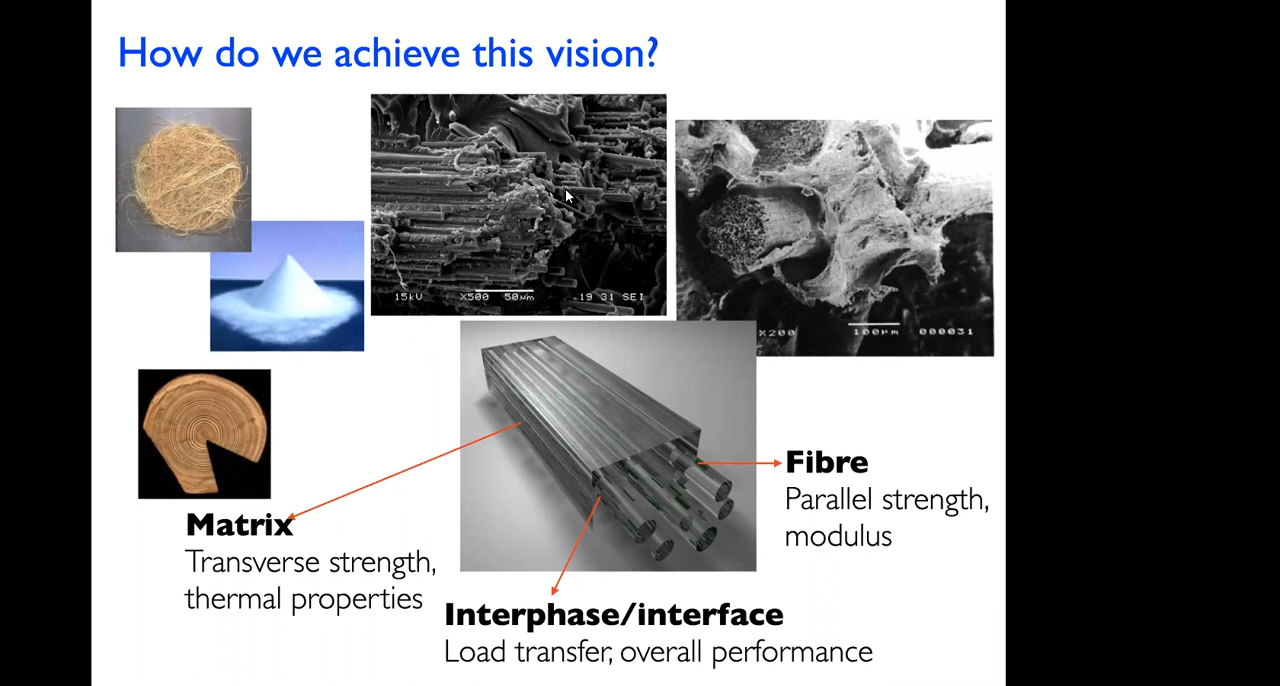 How do we achieve this vision?
15kV X500 50µm 19 31 SEI
X200 100µm 000031
Fibre
Parallel strength,
modulus
Matrix
Transverse strength,
thermal properties
Interphase/interface
Load transfer, overall performance